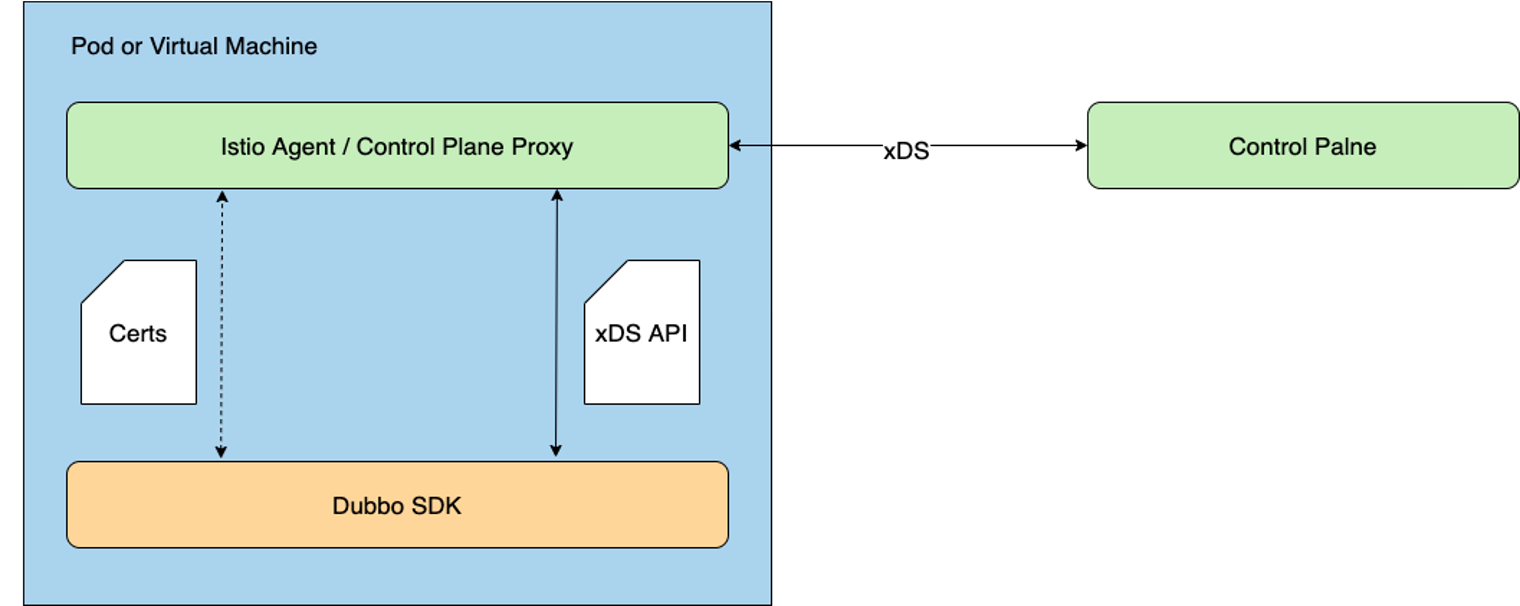 Pod or Virtual Machine
Istio Agent / Control Plane Proxy
xDS
Control Palne
Certs
xDS API
Dubbo SDK